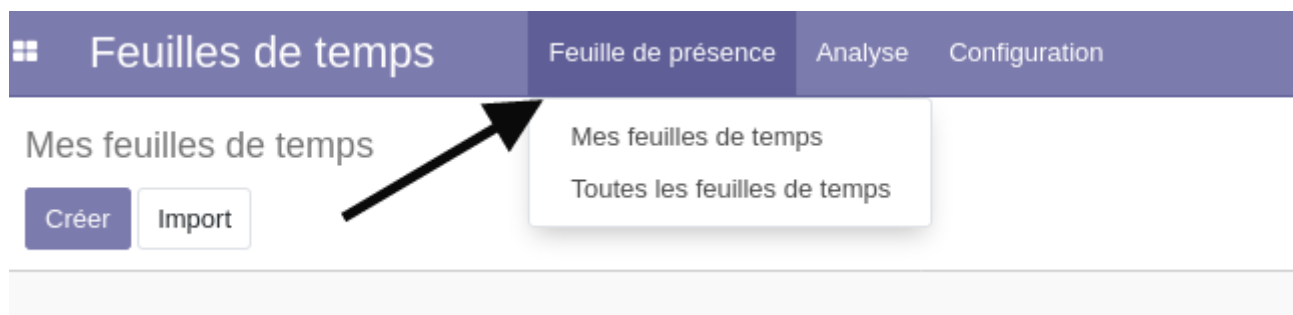 Feuilles de temps Feuille de présence Analyse Configuration
Mes feuilles de temps
Mes feuilles de temps
Toutes les feuilles de temps
Créer Import